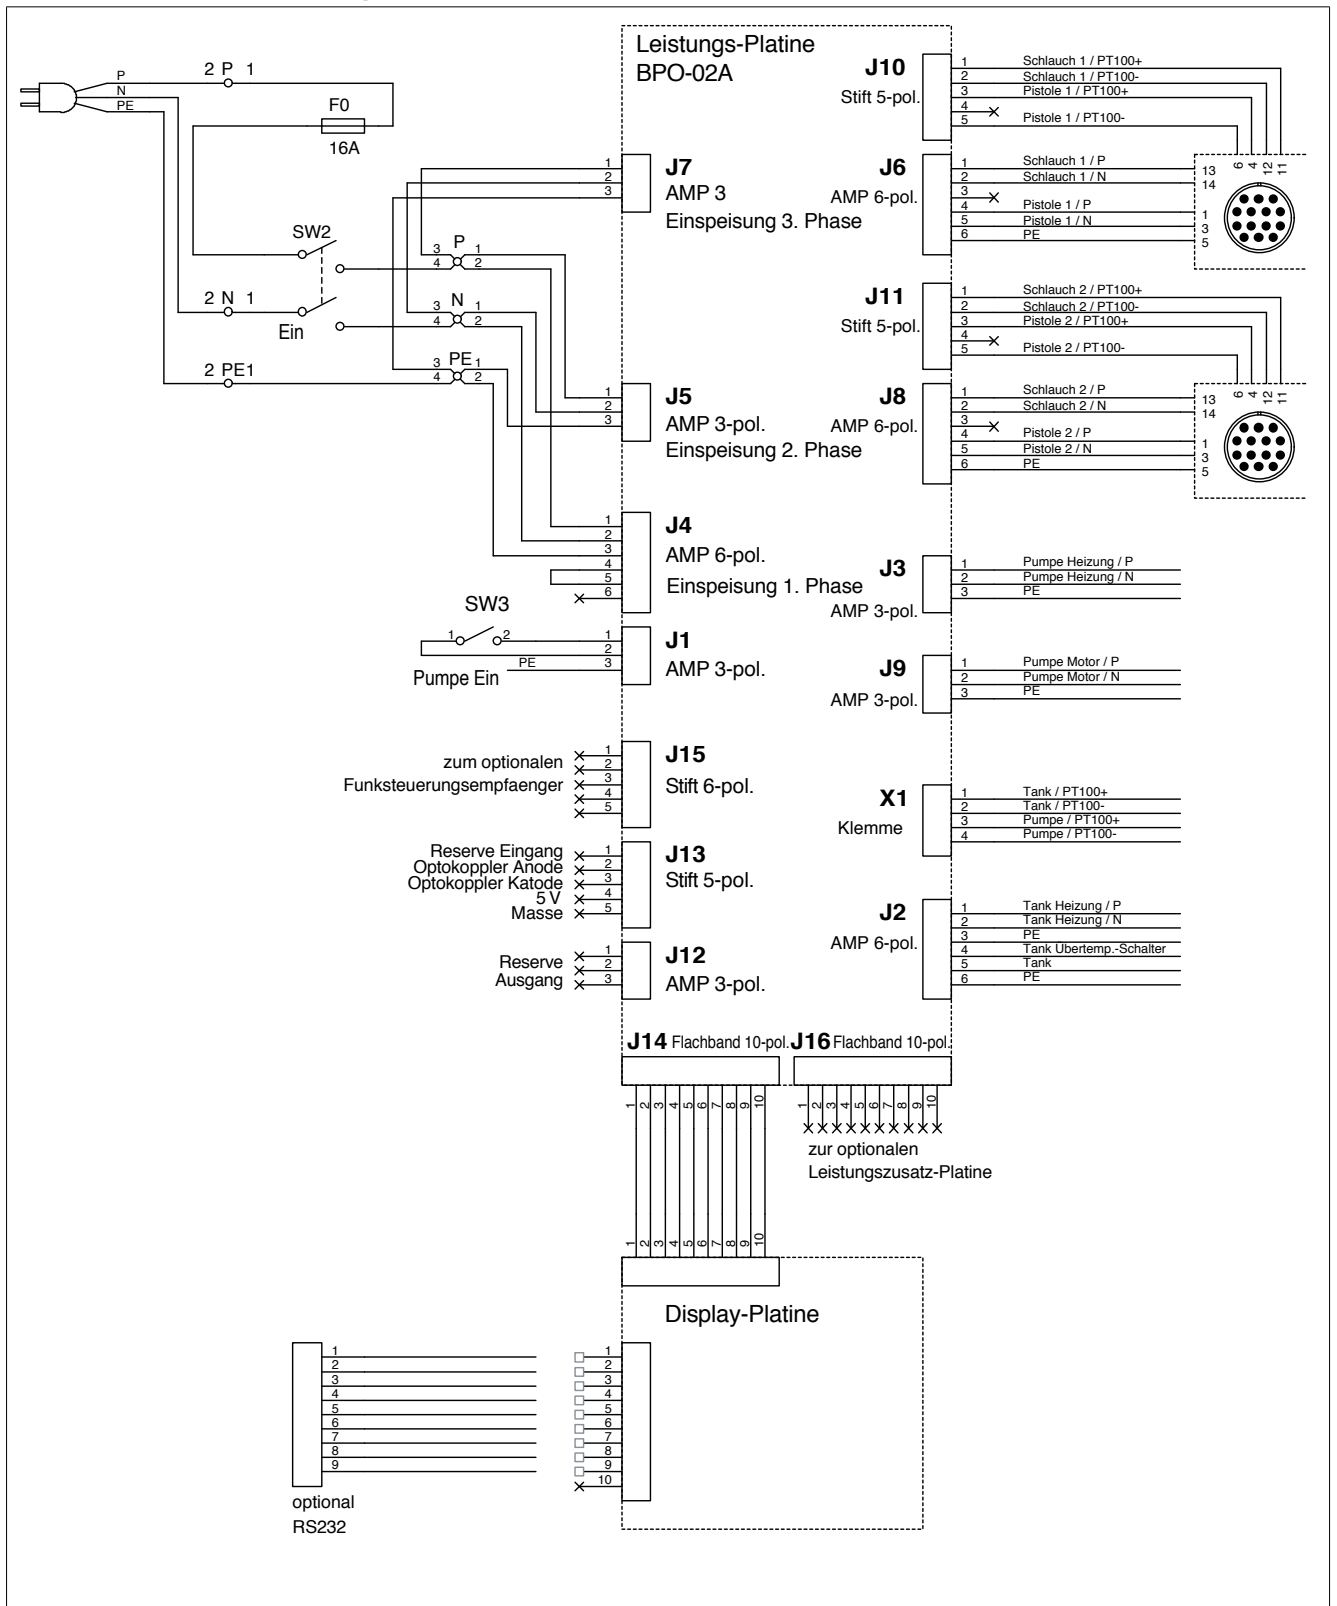 Leistungs-Platine
BPO-02A
P
N
PE
2 P 1
F0
16A
SW2
2 N 1
Ein
2 PE1
P
3 1
4 2
N
3 1
4 2
PE
3 1
4 2
1
2
3
J7
AMP 3
Einspeisung 3. Phase
1
2
3
J5
AMP 3-pol.
Einspeisung 2. Phase
1
2
3
4
5
6
J4
AMP 6-pol.
Einspeisung 1. Phase
SW3
1 2
PE
Pumpe Ein
1
2
3
J1
AMP 3-pol.
zum optionalen
Funksteuerungsempfaenger
1
2
3
4
5
J15
Stift 6-pol.
Reserve Eingang 1
Optokoppler Anode 2
Optokoppler Katode 3
5 V 4
Masse 5
J13
Stift 5-pol.
Reserve
Ausgang
1
2
3
J12
AMP 3-pol.
J10
Stift 5-pol.
1 Schlauch 1 / PT100+
2 Schlauch 1 / PT100-
3 Pistole 1 / PT100+
4
5 Pistole 1 / PT100-
J6
AMP 6-pol.
1 Schlauch 1 / P
2 Schlauch 1 / N
3
4 Pistole 1 / P
5 Pistole 1 / N
6 PE
6 4 12 11
13
14
1
3
5
J11
Stift 5-pol.
1 Schlauch 2 / PT100+
2 Schlauch 2 / PT100-
3 Pistole 2 / PT100+
4
5 Pistole 2 / PT100-
J8
AMP 6-pol.
1 Schlauch 2 / P
2 Schlauch 2 / N
3
4 Pistole 2 / P
5 Pistole 2 / N
6 PE
6 4 12 11
13
14
1
3
5
J3
AMP 3-pol.
1 Pumpe Heizung / P
2 Pumpe Heizung / N
3 PE
J9
AMP 3-pol.
1 Pumpe Motor / P
2 Pumpe Motor / N
3 PE
X1
Klemme
1 Tank / PT100+
2 Tank / PT100-
3 Pumpe / PT100+
4 Pumpe / PT100-
J2
AMP 6-pol.
1 Tank Heizung / P
2 Tank Heizung / N
3 PE
4 Tank Übertemp.-Schalter
5 Tank
6 PE
J14 Flachband 10-pol.
J16 Flachband 10-pol.
1 2 3 4 5 6 7 8 9 10
1 2 3 4 5 6 7 8 9 10
zur optionalen
Leistungszusatz-Platine
1 2 3 4 5 6 7 8 9 10
Display-Platine
1
2
3
4
5
6
7
8
9
optional
RS232
1
2
3
4
5
6
7
8
9
10